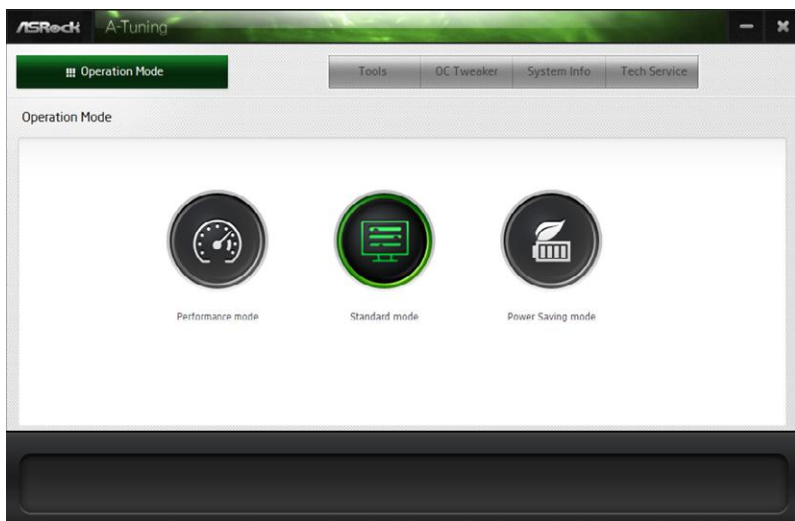 ASRock A-Tuning
Operation Mode Tools OC Tweaker System Info Tech Service
Operation Mode
Performance mode Standard mode Power Saving mode